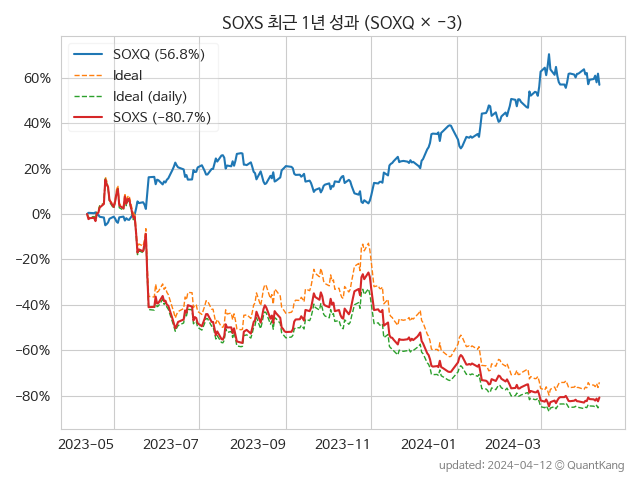 SOXS 최근 1년 성과 (SOXQ × −3)
SOXQ (56.8%)
Ideal
Ideal (daily)
SOXS (−80.7%)
60%
40%
20%
0%
−20%
−40%
−60%
−80%
2023-05
2023-07
2023-09
2023-11
2024-01
2024-03
updated: 2024-04-12 © QuantKang